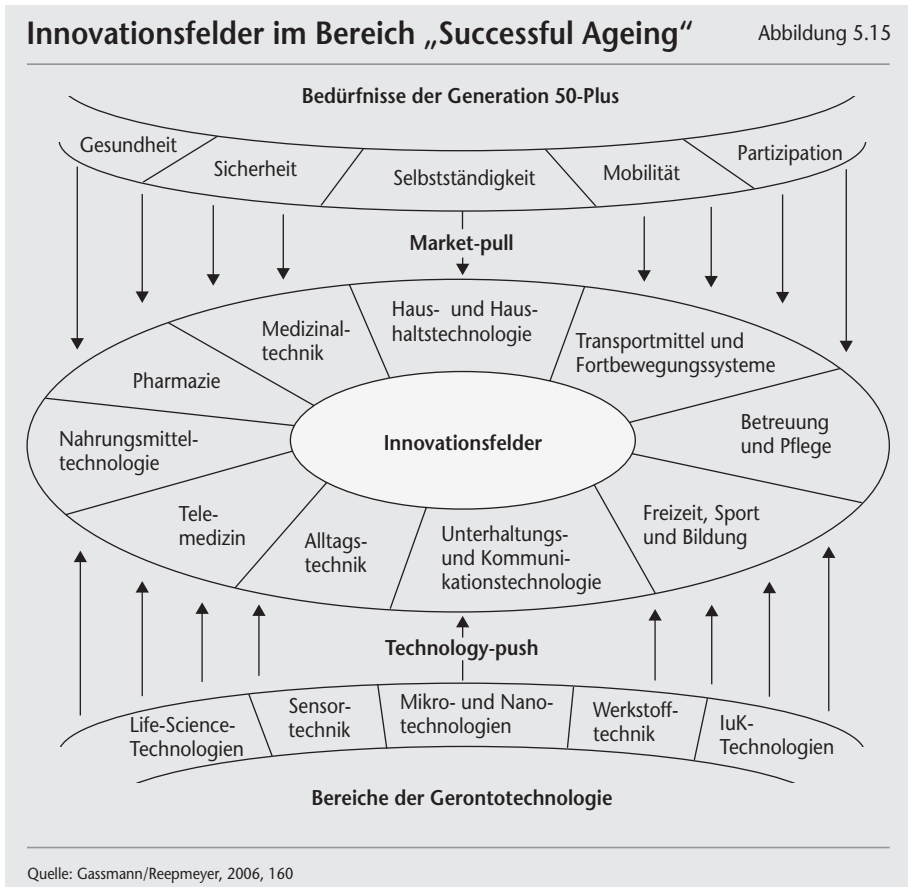 Innovationsfelder im Bereich „Successful Ageing“
Abbildung 5.15
Bedürfnisse der Generation 50-Plus
Gesundheit
Sicherheit
Selbstständigkeit
Mobilität
Partizipation
Market-pull
Haus- und Haus-
haltstechnologie
Medizinal-
technik
Transportmittel und
Fortbewegungssysteme
Pharmazie
Betreuung
und Pflege
Nahrungsmittel-
technologie
Innovationsfelder
Tele-
medizin
Alltags-
technik
Unterhaltungs-
und Kommuni-
kationstechnologie
Freizeit, Sport
und Bildung
Technology-push
Life-Science-
Technologien
Sensor-
technik
Mikro- und Nano-
technologien
Werkstoff-
technik
IuK-
Technologien
Bereiche der Gerontotechnologie
Quelle: Gassmann/Reepmeyer, 2006, 160